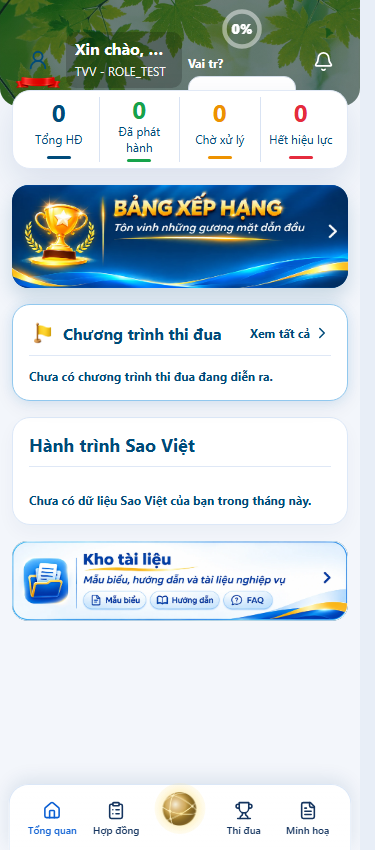 0%
Xin chào, ...
TVV - ROLE_TEST
Vai tr?
0
Tổng HĐ
0
Đã phát
hành
0
Chờ xử lý
0
Hết hiệu lực
BẢNG XẾP HẠNG
Tôn vinh những gương mặt dẫn đầu
Chương trình thi đua
Xem tất cả
Chưa có chương trình thi đua đang diễn ra.
Hành trình Sao Việt
Chưa có dữ liệu Sao Việt của bạn trong tháng này.
Kho tài liệu
Mẫu biểu, hướng dẫn và tài liệu nghiệp vụ
Mẫu biểu
Hướng dẫn
FAQ
Tổng quan
Hợp đồng
Thi đua
Minh hoạ